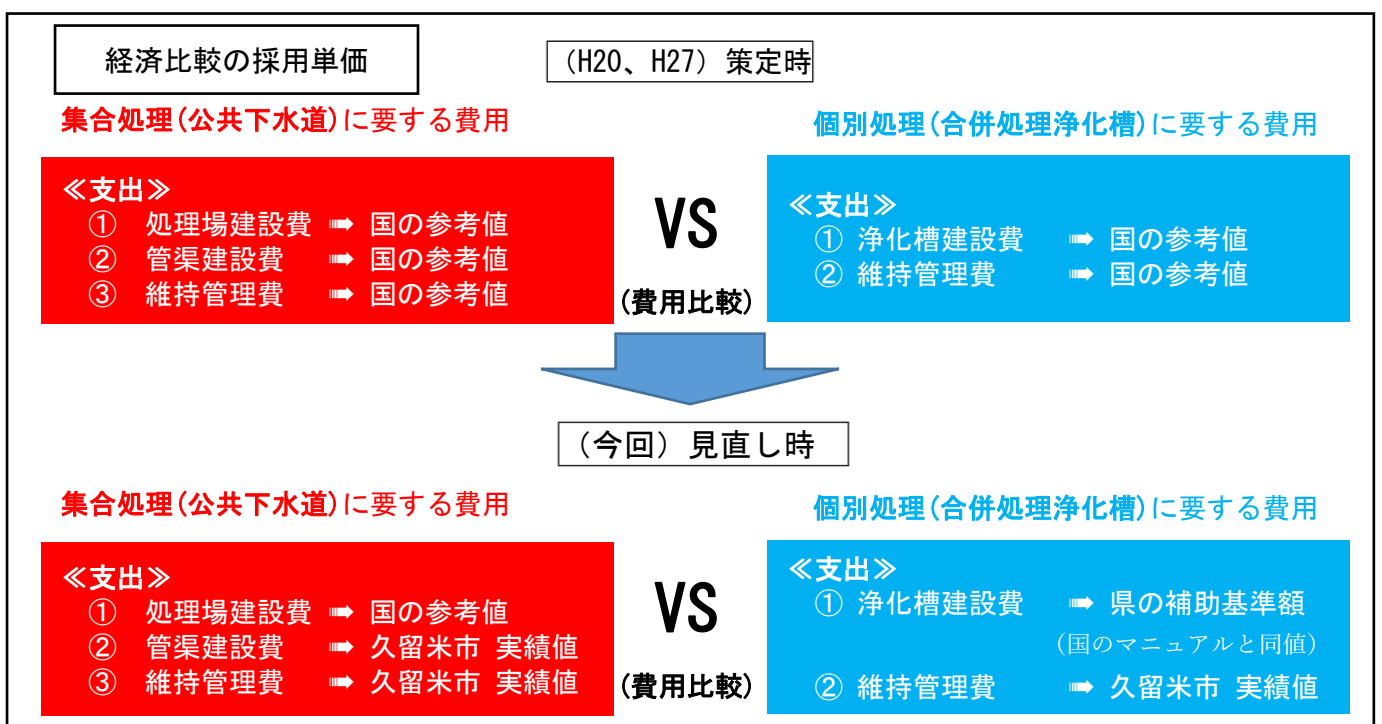 経済比較の採用単価
（H20、H27）策定時
集合処理(公共下水道)に要する費用
≪支出≫
① 処理場建設費 ➠ 国の参考値
② 管渠建設費 ➠ 国の参考値
③ 維持管理費 ➠ 国の参考値
VS
(費用比較)
個別処理(合併処理浄化槽)に要する費用
≪支出≫
① 浄化槽建設費 ➠ 国の参考値
② 維持管理費 ➠ 国の参考値
（今回）見直し時
集合処理(公共下水道)に要する費用
≪支出≫
① 処理場建設費 ➠ 国の参考値
② 管渠建設費 ➠ 久留米市 実績値
③ 維持管理費 ➠ 久留米市 実績値
VS
(費用比較)
個別処理(合併処理浄化槽)に要する費用
≪支出≫
① 浄化槽建設費 ➠ 県の補助基準額
（国のマニュアルと同値）
② 維持管理費 ➠ 久留米市 実績値